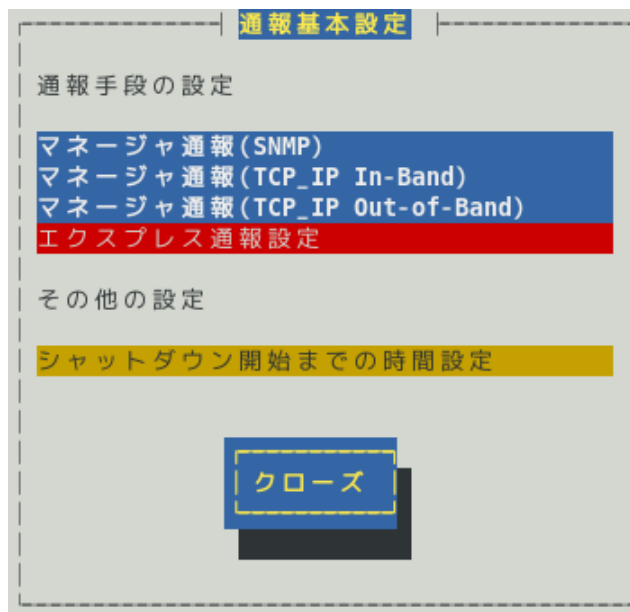 通報基本設定
通報手段の設定
マネージャ通報(SNMP)
マネージャ通報(TCP_IP In-Band)
マネージャ通報(TCP_IP Out-of-Band)
エクスプレス通報設定
その他の設定
シャットダウン開始までの時間設定
クローズ